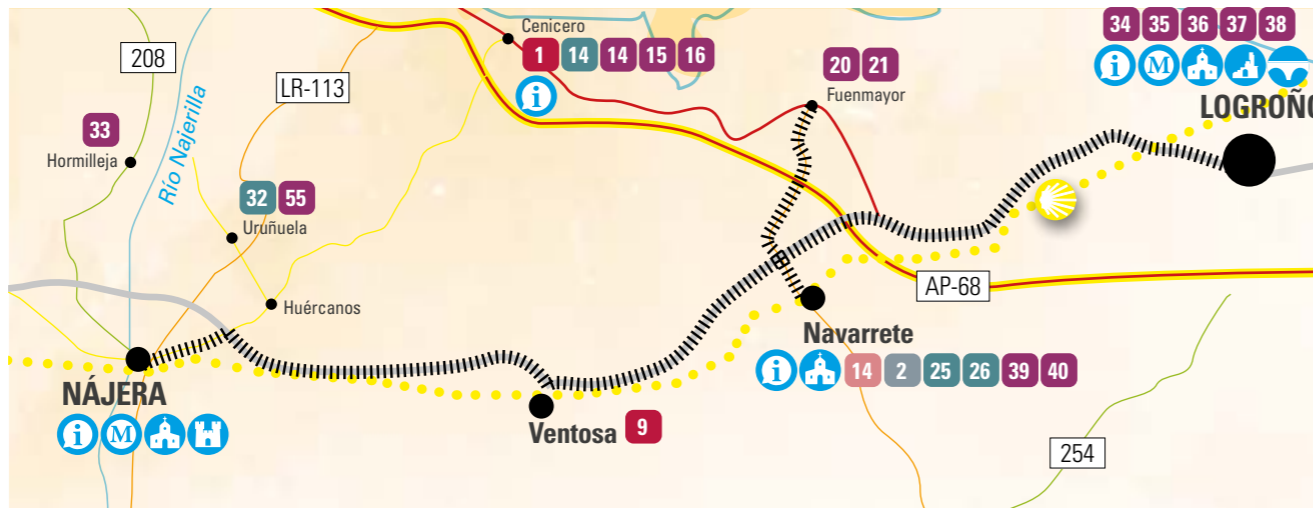 34 35 36 37 38
i M
LOGROÑO
Cenicero
1 14 14 15 16
i
208
LR-113
20 21
Fuenmayor
33
Hormilleja
Río Najerilla
32 55
Uruñuela
Huércanos
AP-68
Navarrete
i 14 2 25 26 39 40
NÁJERA
i M
Ventosa 9
254